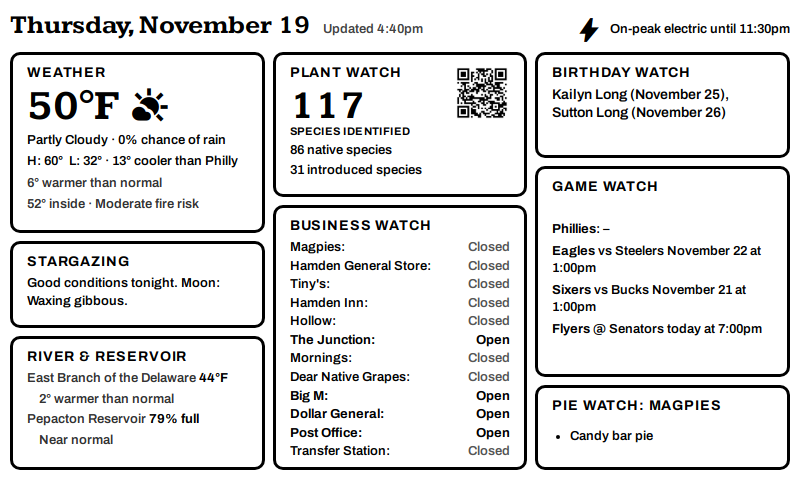 Thursday, November 19 Updated 4:40pm
On-peak electric until 11:30pm
WEATHER
50°F
Partly Cloudy · 0% chance of rain
H: 60° L: 32° · 13° cooler than Philly
6° warmer than normal
52° inside · Moderate fire risk
STARGAZING
Good conditions tonight. Moon:
Waxing gibbous.
RIVER & RESERVOIR
East Branch of the Delaware 44°F
2° warmer than normal
Pepacton Reservoir 79% full
Near normal
PLANT WATCH
117
SPECIES IDENTIFIED
86 native species
31 introduced species
BUSINESS WATCH
Magpies: Closed
Hamden General Store: Closed
Tiny's: Closed
Hamden Inn: Closed
Hollow: Closed
The Junction: Open
Mornings: Closed
Dear Native Grapes: Closed
Big M: Open
Dollar General: Open
Post Office: Open
Transfer Station: Closed
BIRTHDAY WATCH
Kailyn Long (November 25),
Sutton Long (November 26)
GAME WATCH
Phillies: –
Eagles vs Steelers November 22 at
1:00pm
Sixers vs Bucks November 21 at
1:00pm
Flyers @ Senators today at 7:00pm
PIE WATCH: MAGPIES
• Candy bar pie